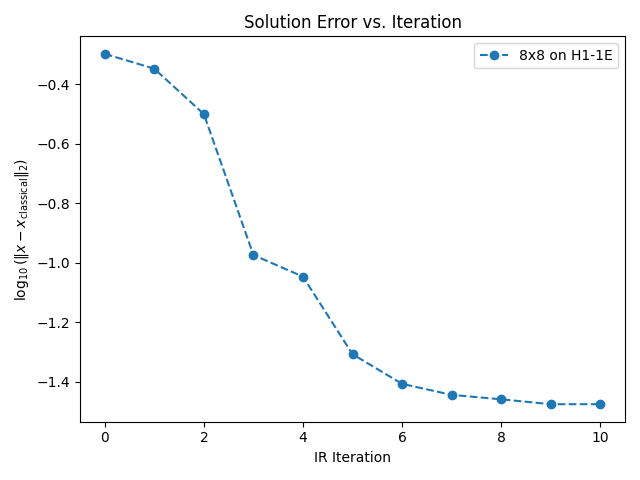 Solution Error vs. Iteration
8x8 on H1-1E
log₁₀ (‖x − x_classical‖₂)
−0.4
−0.6
−0.8
−1.0
−1.2
−1.4
0 2 4 6 8 10
IR Iteration